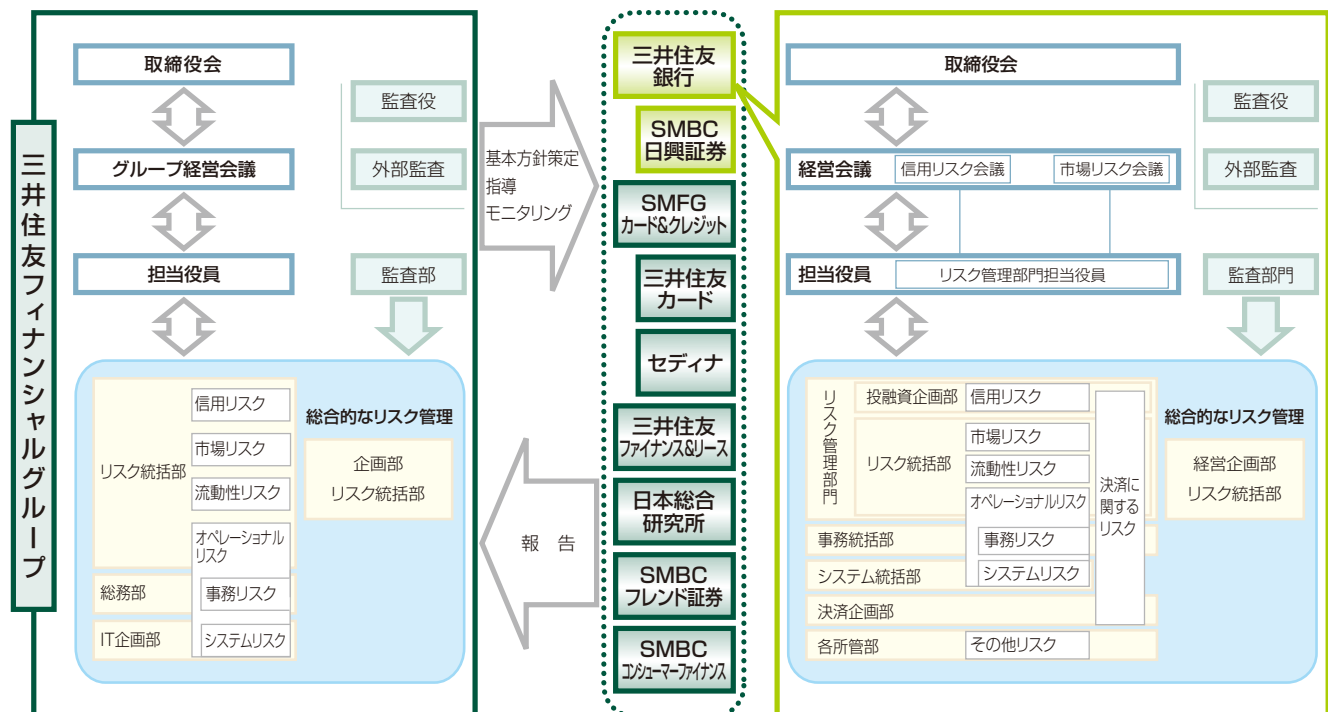 三井住友フィナンシャルグループ
取締役会
監査役
グループ経営会議
外部監査
担当役員
監査部
リスク統括部
信用リスク
市場リスク
流動性リスク
オペレーショナル
リスク
総務部
事務リスク
IT企画部
システムリスク
総合的なリスク管理
企画部
リスク統括部
基本方針策定
指導
モニタリング
報 告
三井住友
銀行
SMBC
日興証券
SMFG
カード&クレジット
三井住友
カード
セディナ
三井住友
ファイナンス&リース
日本総合
研究所
SMBC
フレンド証券
SMBC
コンシューマーファイナンス
取締役会
監査役
経営会議
信用リスク会議
市場リスク会議
外部監査
担当役員
リスク管理部門担当役員
監査部門
リスク管理部門
投融資企画部
信用リスク
リスク統括部
市場リスク
流動性リスク
オペレーショナルリスク
事務統括部
事務リスク
システム統括部
システムリスク
決済企画部
各所管部
その他リスク
決済に
関する
リスク
総合的なリスク管理
経営企画部
リスク統括部